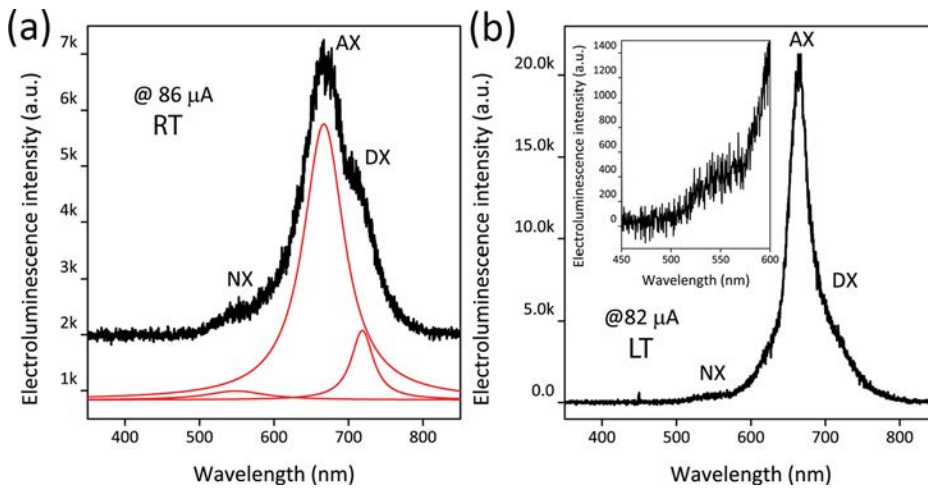 (a)
Electroluminescence intensity (a.u.)
7k
6k
5k
4k
3k
2k
1k
@ 86 μA
RT
AX
DX
NX
400 500 600 700 800
Wavelength (nm)
(b)
Electroluminescence intensity (a.u.)
20.0k
15.0k
10.0k
5.0k
0.0
Electroluminescence intensity (a.u.)
1400
1200
1000
800
600
400
200
0
450 500 550 600
Wavelength (nm)
AX
DX
@82 μA
LT
NX
400 500 600 700 800
Wavelength (nm)